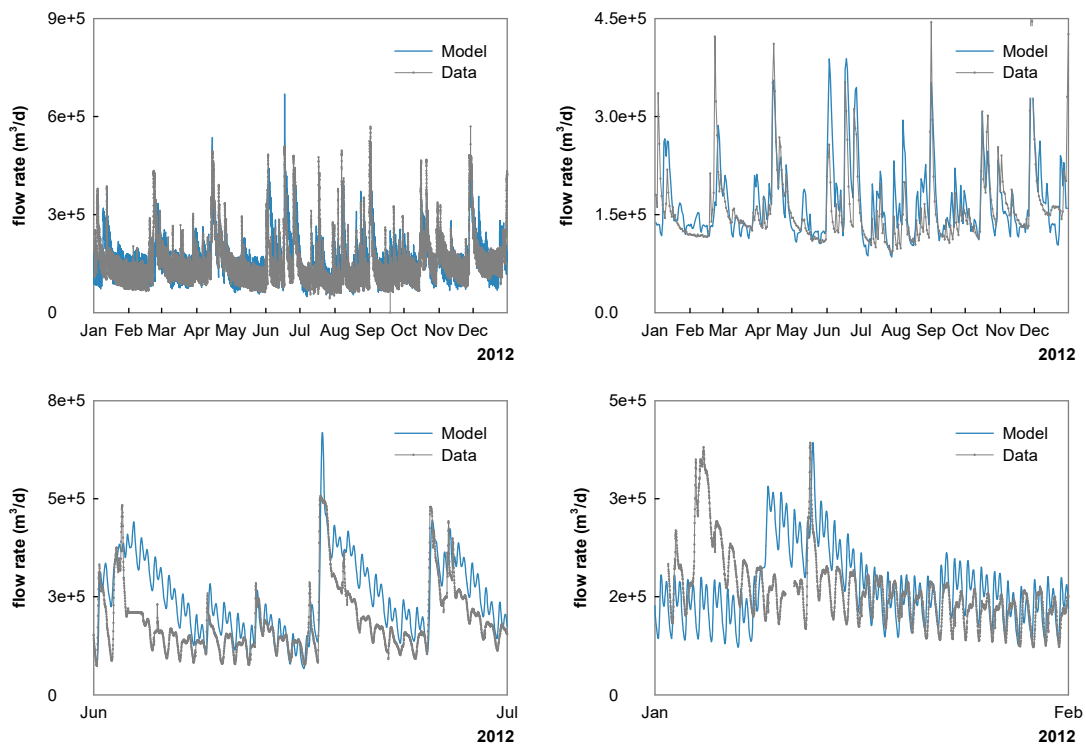 9e+5
6e+5
3e+5
0
flow rate (m³/d)
Model
Data
Jan Feb Mar Apr May Jun Jul Aug Sep Oct Nov Dec
2012
4.5e+5
3.0e+5
1.5e+5
0.0
flow rate (m³/d)
Model
Data
Jan Feb Mar Apr May Jun Jul Aug Sep Oct Nov Dec
2012
8e+5
5e+5
3e+5
0
flow rate (m³/d)
Model
Data
Jun Jul
2012
5e+5
3e+5
2e+5
0
flow rate (m³/d)
Model
Data
Jan Feb
2012